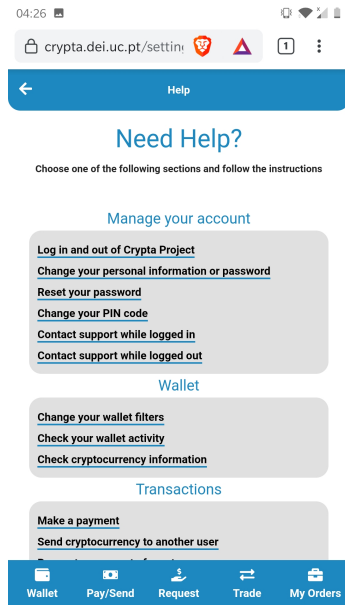 04:26
crypta.dei.uc.pt/setting
1
Help
Need Help?
Choose one of the following sections and follow the instructions
Manage your account
Log in and out of Crypta Project
Change your personal information or password
Reset your password
Change your PIN code
Contact support while logged in
Contact support while logged out
Wallet
Change your wallet filters
Check your wallet activity
Check cryptocurrency information
Transactions
Make a payment
Send cryptocurrency to another user
Wallet Pay/Send Request Trade My Orders